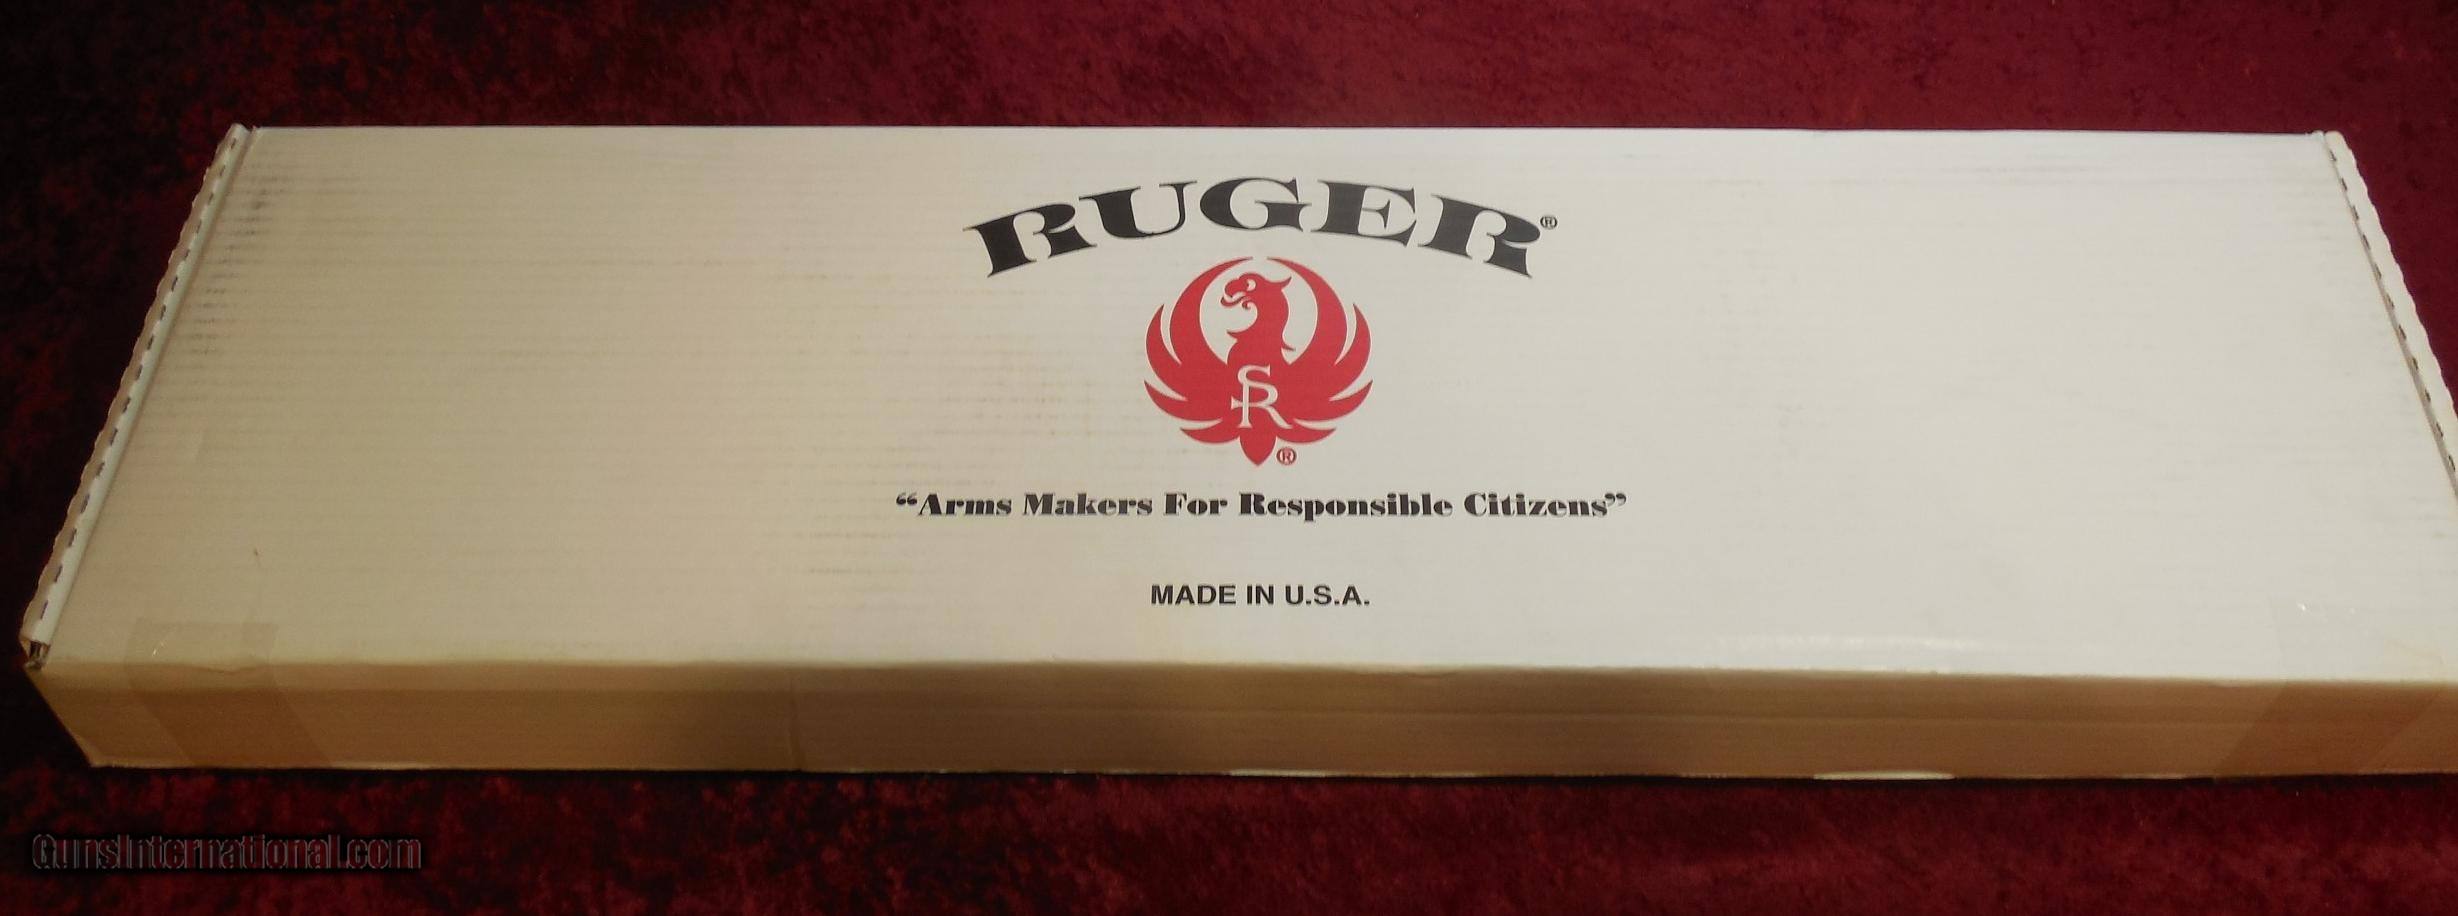 RUGER®
SR
®
“Arms Makers For Responsible Citizens”
MADE IN U.S.A.
GunsInternational.com